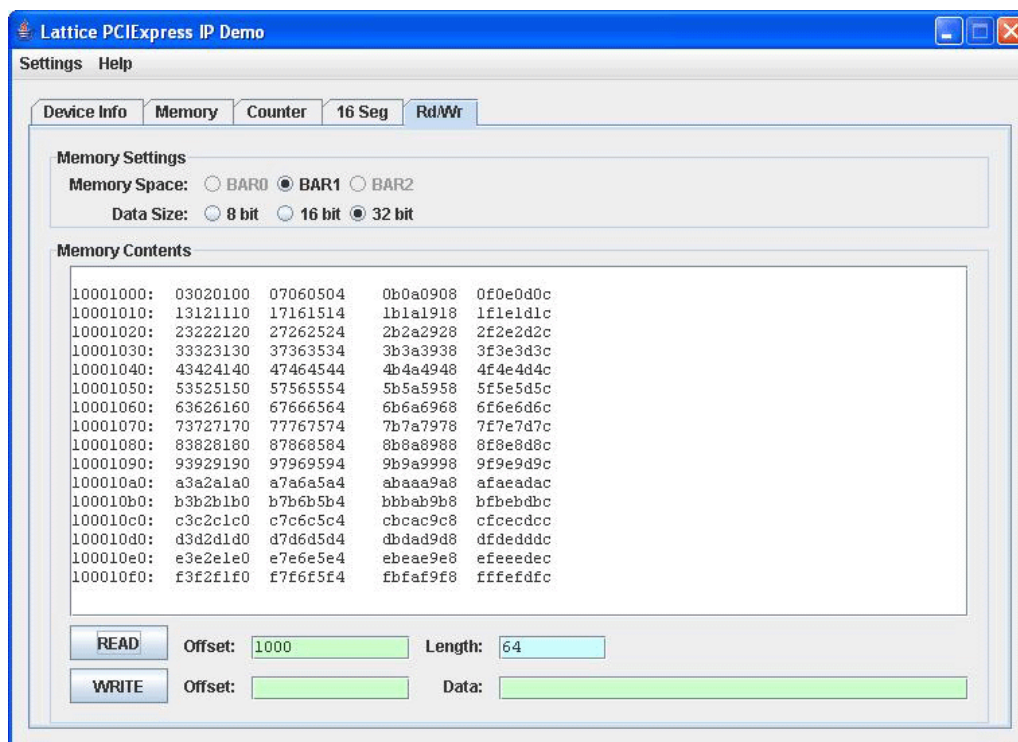 Lattice PCIExpress IP Demo
Settings Help
Device Info Memory Counter 16 Seg Rd/Wr
Memory Settings
Memory Space: BAR0 BAR1 BAR2
Data Size: 8 bit 16 bit 32 bit
Memory Contents
10001000: 03020100 07060504 0b0a0908 0f0e0d0c
10001010: 13121110 17161514 1b1a1918 1f1e1d1c
10001020: 23222120 27262524 2b2a2928 2f2e2d2c
10001030: 33323130 37363534 3b3a3938 3f3e3d3c
10001040: 43424140 47464544 4b4a4948 4f4e4d4c
10001050: 53525150 57565554 5b5a5958 5f5e5d5c
10001060: 63626160 67666564 6b6a6968 6f6e6d6c
10001070: 73727170 77767574 7b7a7978 7f7e7d7c
10001080: 83828180 87868584 8b8a8988 8f8e8d8c
10001090: 93929190 97969594 9b9a9998 9f9e9d9c
100010a0: a3a2a1a0 a7a6a5a4 abaaa9a8 afaeadac
100010b0: b3b2b1b0 b7b6b5b4 bbbab9b8 bfbebdbc
100010c0: c3c2c1c0 c7c6c5c4 cbcac9c8 cfcecdcc
100010d0: d3d2d1d0 d7d6d5d4 dbdad9d8 dfdedddc
100010e0: e3e2e1e0 e7e6e5e4 ebeae9e8 efeeedec
100010f0: f3f2f1f0 f7f6f5f4 fbfaf9f8 fffefdfc
READ Offset: 1000 Length: 64
WRITE Offset: Data: